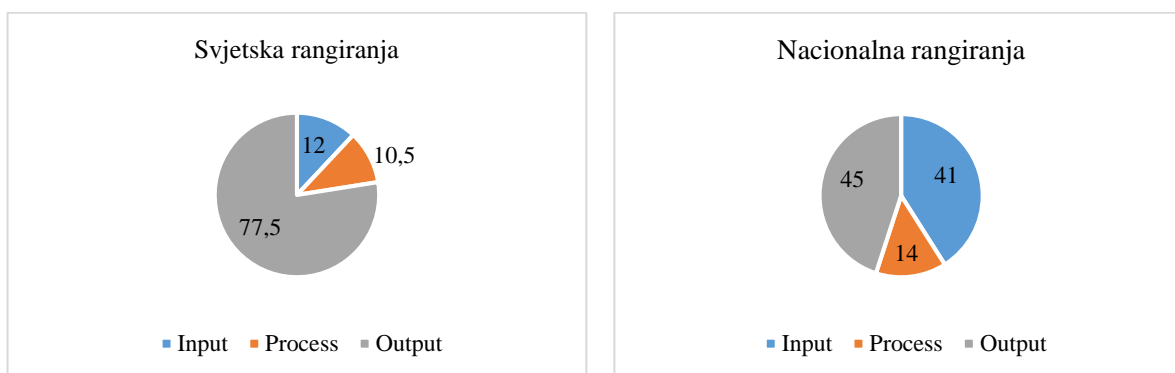 Svjetska rangiranja
12
10,5
77,5
Input Process Output
Nacionalna rangiranja
45
41
14
Input Process Output